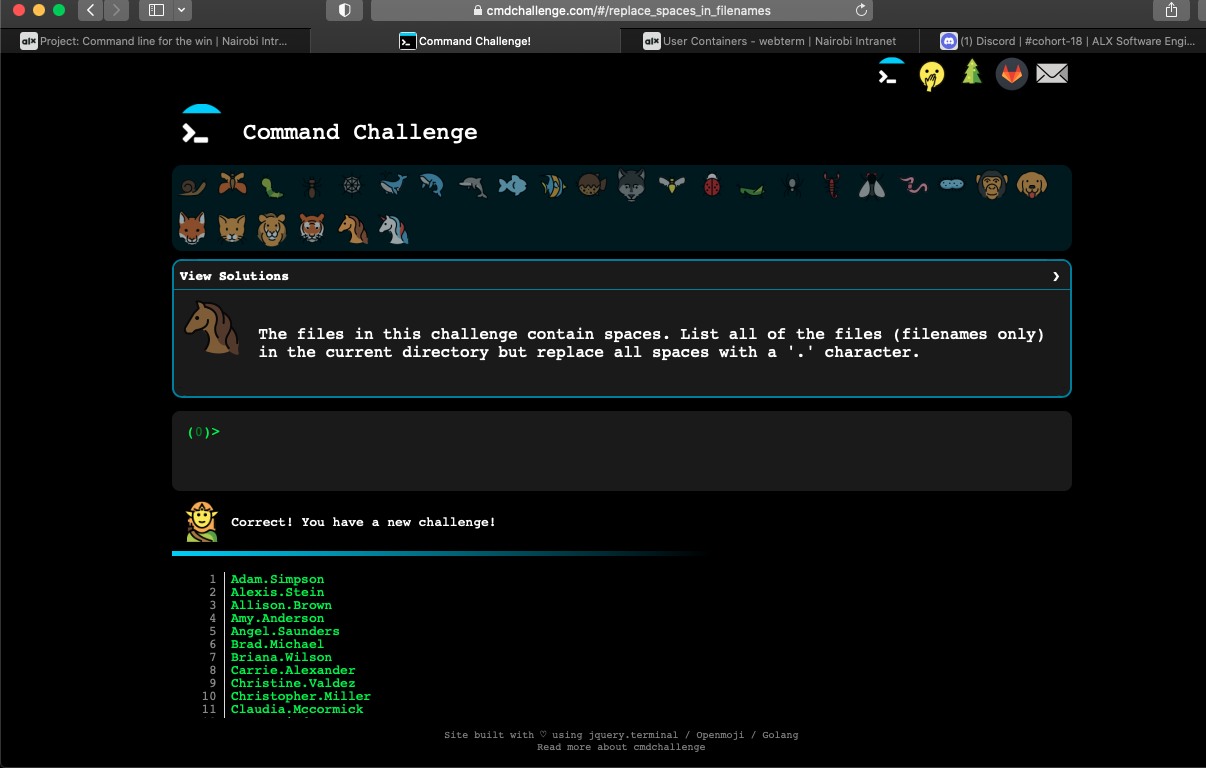 cmdchallenge.com/#/replace_spaces_in_filenames
alx Project: Command line for the win | Nairobi Intr...
Command Challenge!
alx User Containers - webterm | Nairobi Intranet
(1) Discord | #cohort-18 | ALX Software Engi...
Command Challenge
View Solutions ❯
The files in this challenge contain spaces. List all of the files (filenames only)
in the current directory but replace all spaces with a '.' character.
(0)>
Correct! You have a new challenge!
1 Adam.Simpson
2 Alexis.Stein
3 Allison.Brown
4 Amy.Anderson
5 Angel.Saunders
6 Brad.Michael
7 Briana.Wilson
8 Carrie.Alexander
9 Christine.Valdez
10 Christopher.Miller
11 Claudia.Mccormick
Site built with ♡ using jquery.terminal / Openmoji / Golang
Read more about cmdchallenge